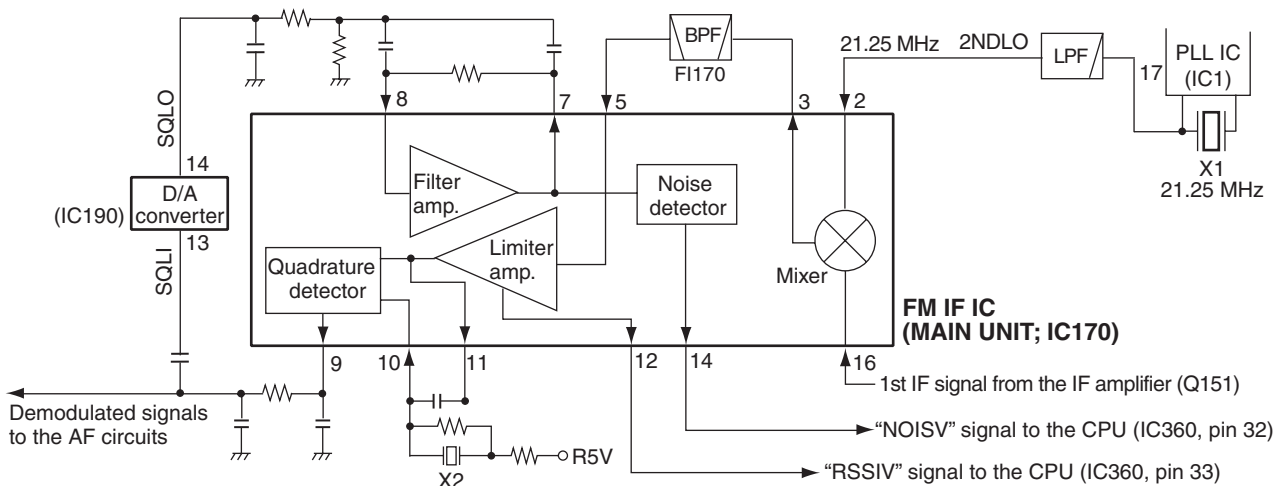 BPF
FI170
21.25 MHz
2NDLO
LPF
17
PLL IC
(IC1)
X1
21.25 MHz
SQLO
14
(IC190)
D/A
converter
13
SQLI
8
7
5
3
2
Filter
amp.
Noise
detector
Limiter
amp.
Quadrature
detector
Mixer
FM IF IC
(MAIN UNIT; IC170)
9
10
11
12
14
16
1st IF signal from the IF amplifier (Q151)
Demodulated signals
to the AF circuits
"NOISV" signal to the CPU (IC360, pin 32)
X2
R5V
"RSSIV" signal to the CPU (IC360, pin 33)